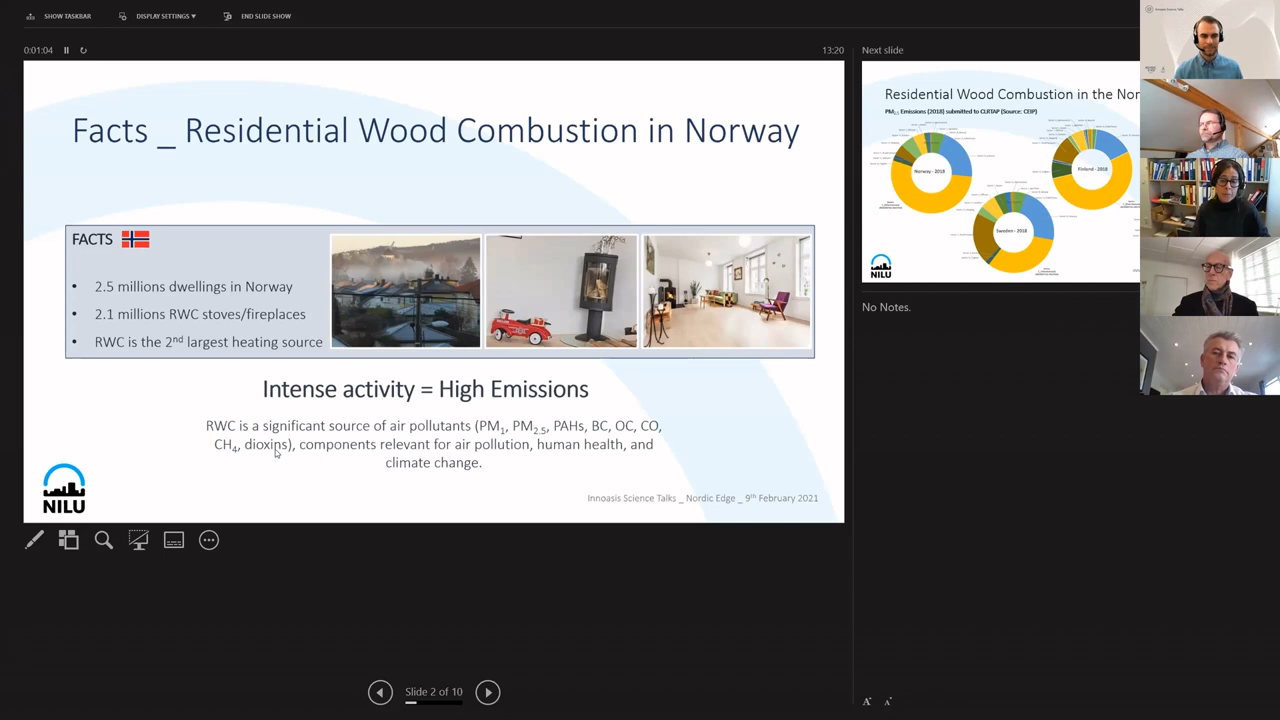 SHOW TASKBAR
DISPLAY SETTINGS ▾
END SLIDE SHOW
0:01:04
13:20
Facts _ Residential Wood Combustion in Norway
FACTS
• 2.5 millions dwellings in Norway
• 2.1 millions RWC stoves/fireplaces
• RWC is the 2nd largest heating source
Intense activity = High Emissions
RWC is a significant source of air pollutants (PM1, PM2.5, PAHs, BC, OC, CO,
CH4, dioxins), components relevant for air pollution, human health, and
climate change.
NILU
Innoasis Science Talks _ Nordic Edge _ 9th February 2021
Slide 2 of 10
Next slide
Residential Wood Combustion in the Nor
PM2.5 Emissions (2018) submitted to CLRTAP (Source: CEIP)
Norway - 2018
Finland - 2018
Sweden - 2018
NILU
No Notes.
A A